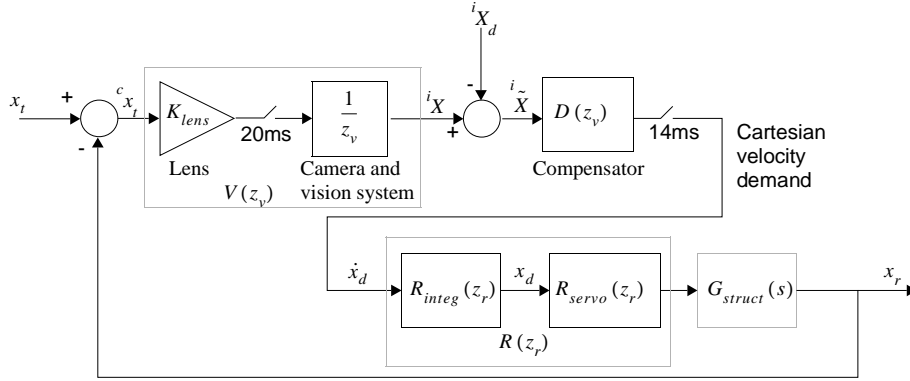 iX_d
x_t
+
-
cx_t
K_lens
20ms
1
z_v
iX
-
+
iX̃
D(z_v)
14ms
Cartesian
velocity
demand
Lens
Camera and
vision system
V(z_v)
Compensator
ẋ_d
R_integ(z_r)
x_d
R_servo(z_r)
R(z_r)
G_struct(s)
x_r